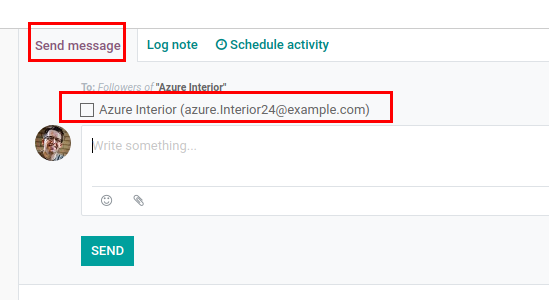 Send message Log note Schedule activity
To: Followers of "Azure Interior"
Azure Interior (azure.Interior24@example.com)
Write something...
SEND